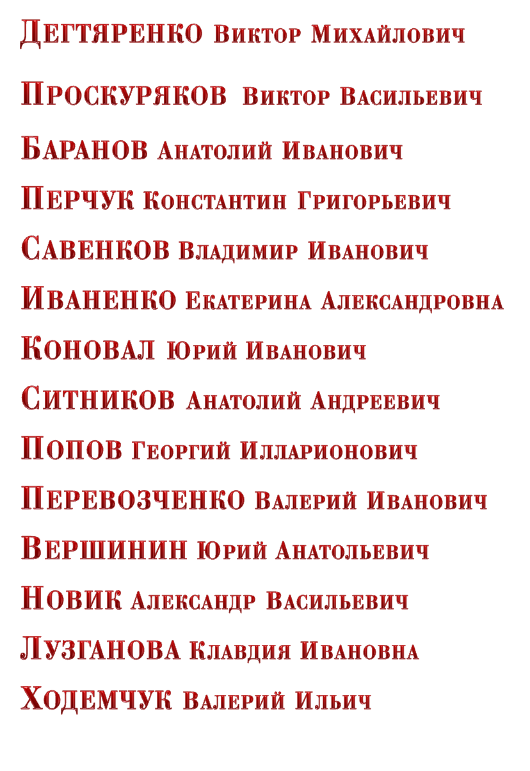 Дегтяренко Виктор Михайлович
Проскуряков Виктор Васильевич
Баранов Анатолий Иванович
Перчук Константин Григорьевич
Савенков Владимир Иванович
Иваненко Екатерина Александровна
Коновал Юрий Иванович
Ситников Анатолий Андреевич
Попов Георгий Илларионович
Перевозченко Валерий Иванович
Вершинин Юрий Анатольевич
Новик Александр Васильевич
Лузганова Клавдия Ивановна
Ходемчук Валерий Ильич